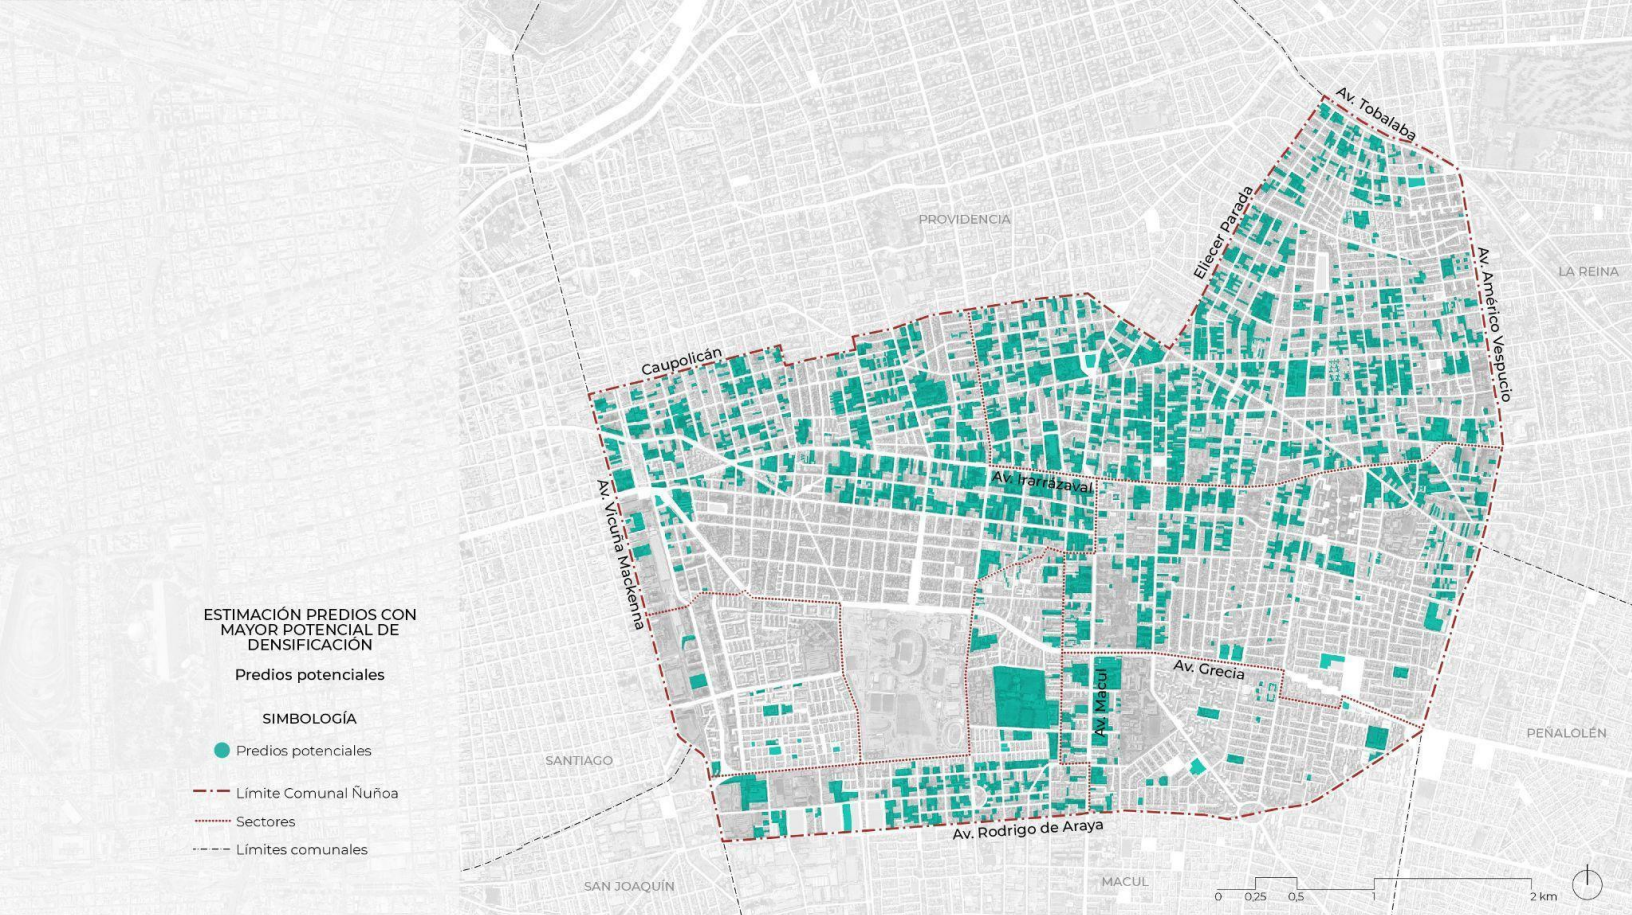 Av. Tobalaba
PROVIDENCIA
Eliecer Parada
LA REINA
Av. Américo Vespucio
Caupolicán
Av. Irarrázaval
Av. Vicuña Mackenna
ESTIMACIÓN PREDIOS CON
MAYOR POTENCIAL DE
DENSIFICACIÓN
Predios potenciales
SIMBOLOGÍA
Predios potenciales
Límite Comunal Ñuñoa
Sectores
Límites comunales
Av. Grecia
Av. Macul
PEÑALOLÉN
SANTIAGO
Av. Rodrigo de Araya
SAN JOAQUÍN
MACUL
0 0,25 0,5 1 2 km